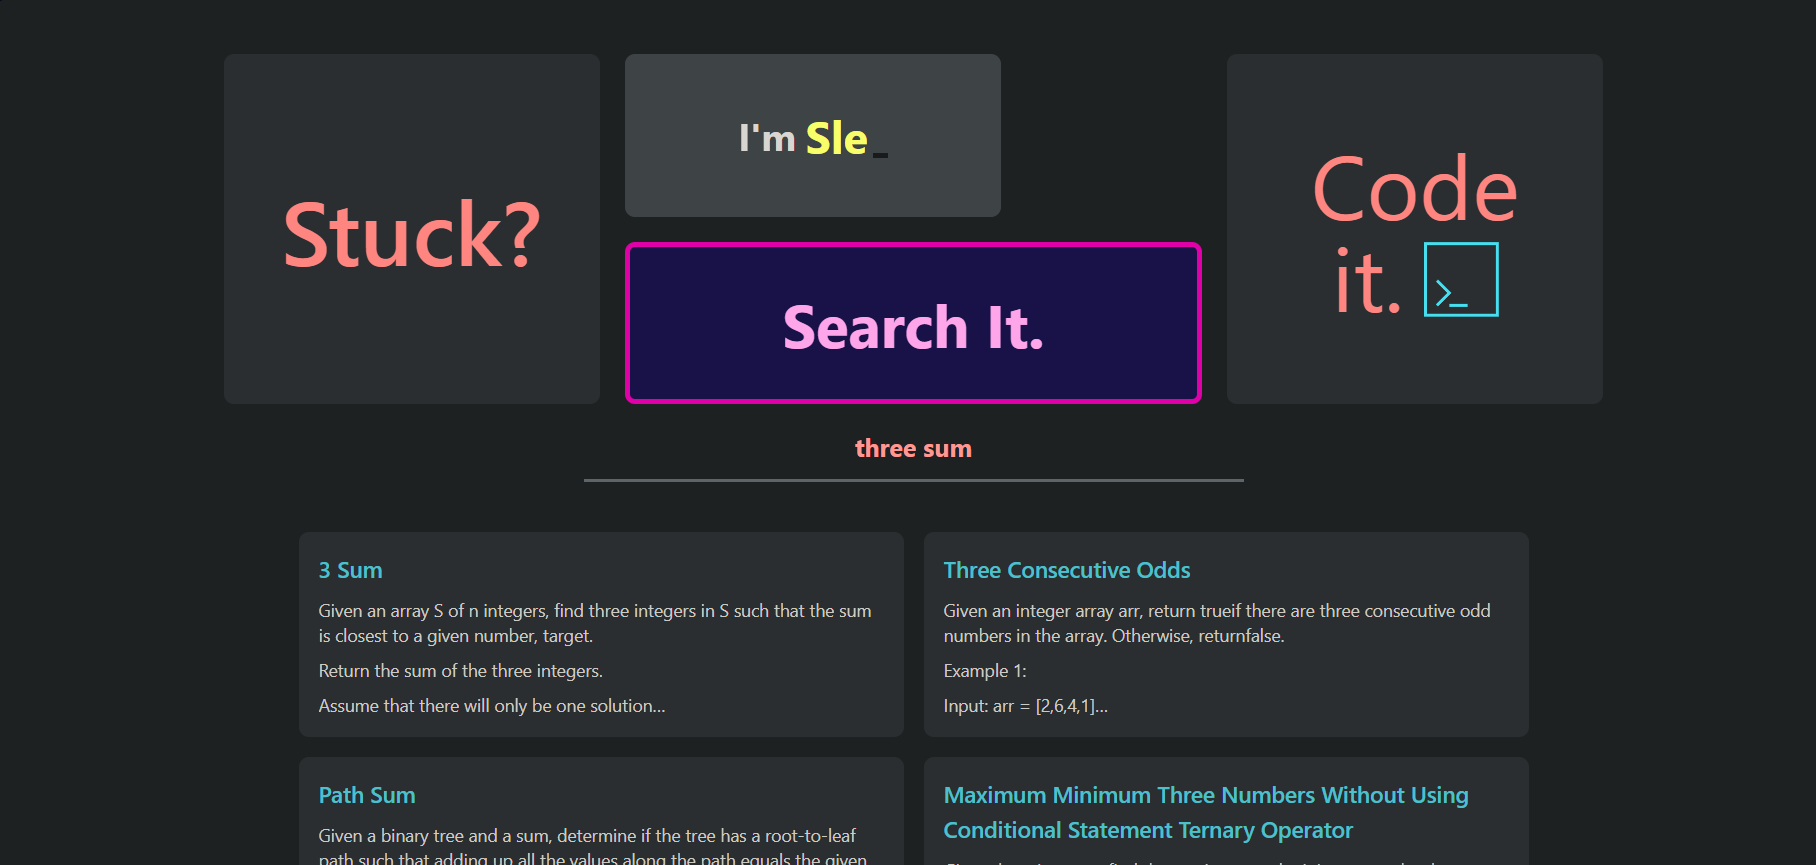 Stuck?
I'm Sle_
Search It.
Code
it.
three sum
3 Sum
Given an array S of n integers, find three integers in S such that the sum
is closest to a given number, target.
Return the sum of the three integers.
Assume that there will only be one solution...
Three Consecutive Odds
Given an integer array arr, return trueif there are three consecutive odd
numbers in the array. Otherwise, returnfalse.
Example 1:
Input: arr = [2,6,4,1]...
Path Sum
Given a binary tree and a sum, determine if the tree has a root-to-leaf
path such that adding up all the values along the path equals the given
Maximum Minimum Three Numbers Without Using
Conditional Statement Ternary Operator